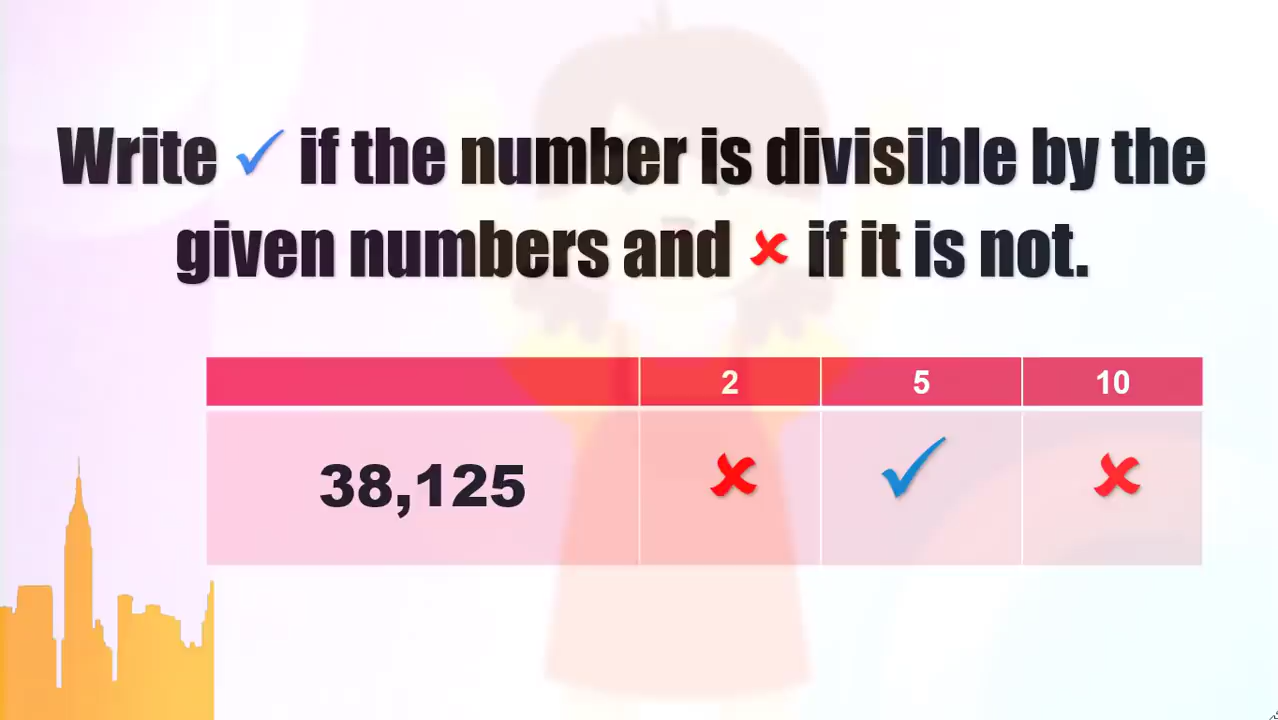 Write ✓ if the number is divisible by the
given numbers and ✘ if it is not.
2 5 10
38,125 ✘ ✓ ✘